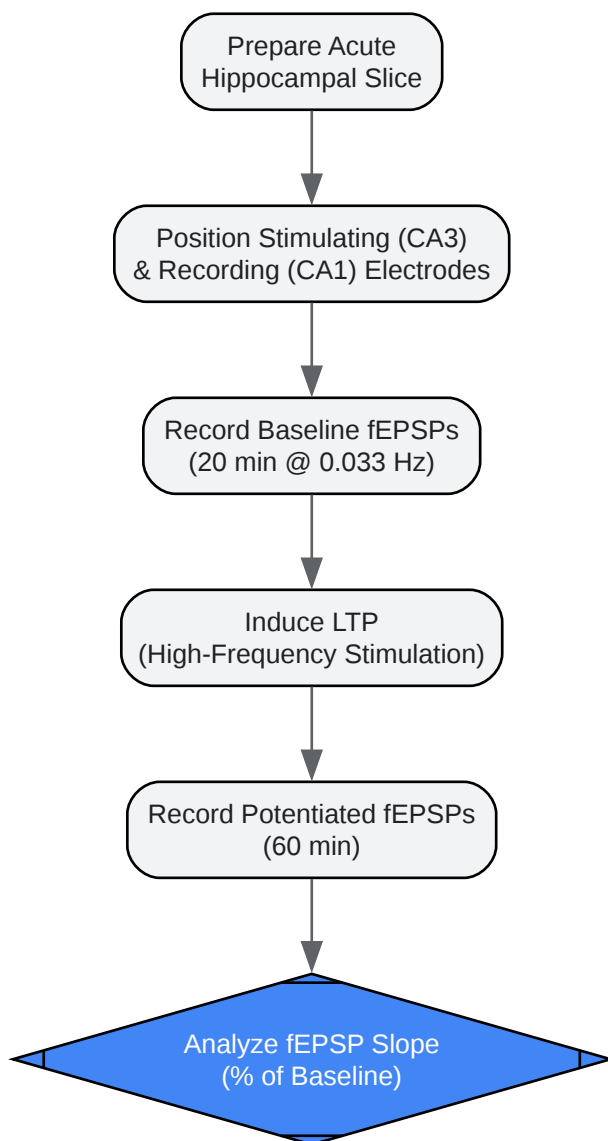 Prepare Acute
Hippocampal Slice
Position Stimulating (CA3)
& Recording (CA1) Electrodes
Record Baseline fEPSPs
(20 min @ 0.033 Hz)
Induce LTP
(High-Frequency Stimulation)
Record Potentiated fEPSPs
(60 min)
Analyze fEPSP Slope
(% of Baseline)